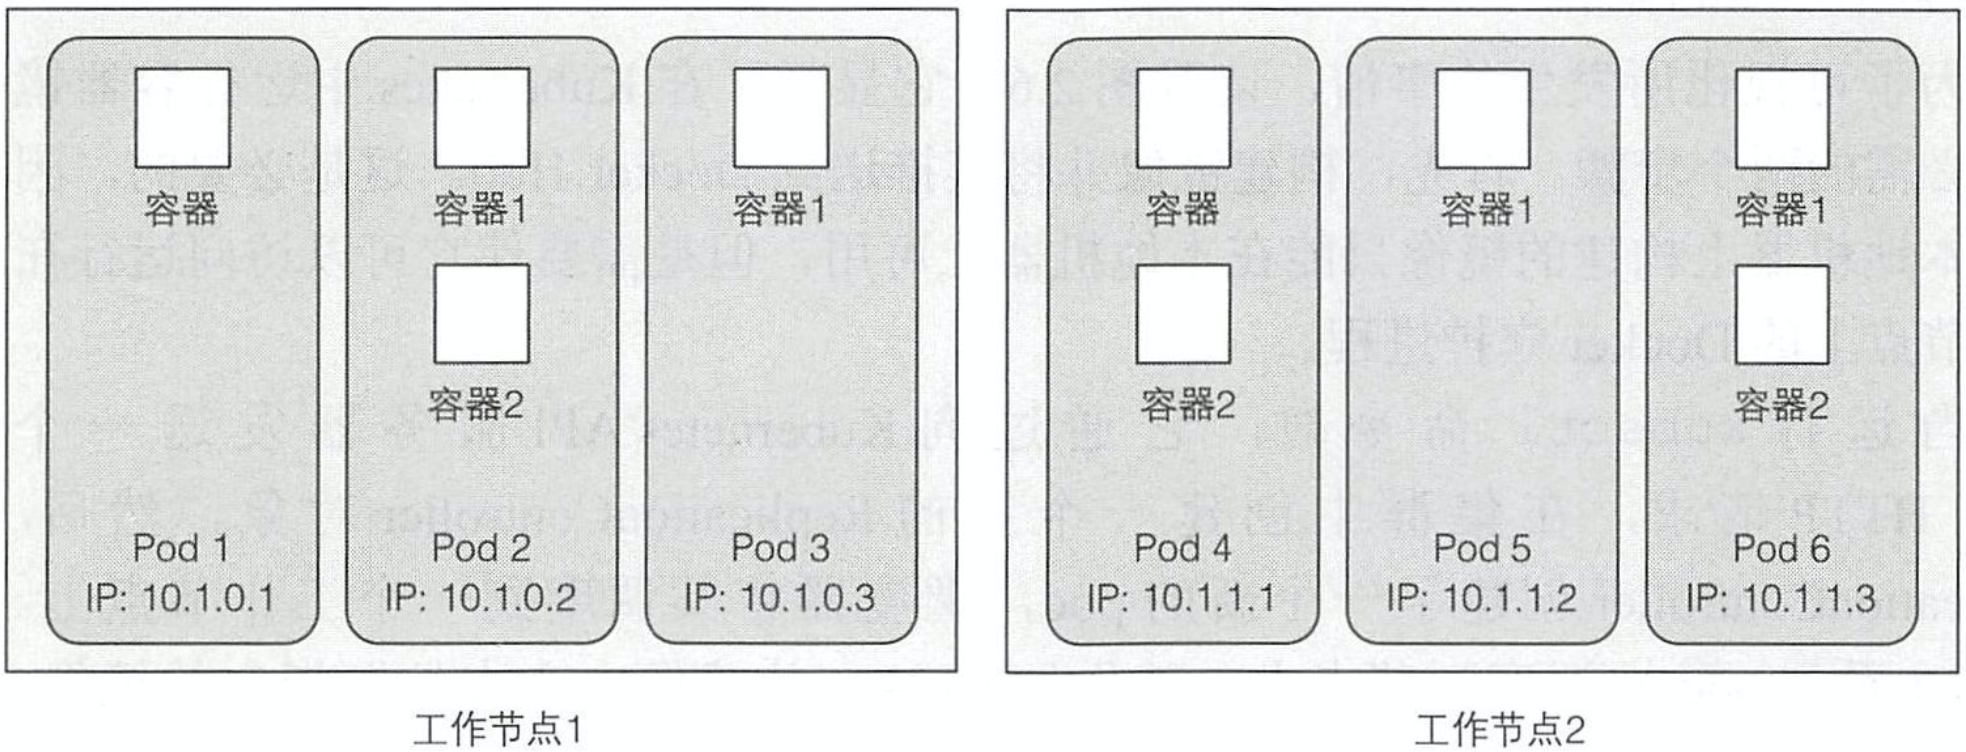 容器
容器1
容器2
容器1
Pod 1
IP: 10.1.0.1
Pod 2
IP: 10.1.0.2
Pod 3
IP: 10.1.0.3
工作节点1
容器
容器2
容器1
容器1
容器2
Pod 4
IP: 10.1.1.1
Pod 5
IP: 10.1.1.2
Pod 6
IP: 10.1.1.3
工作节点2